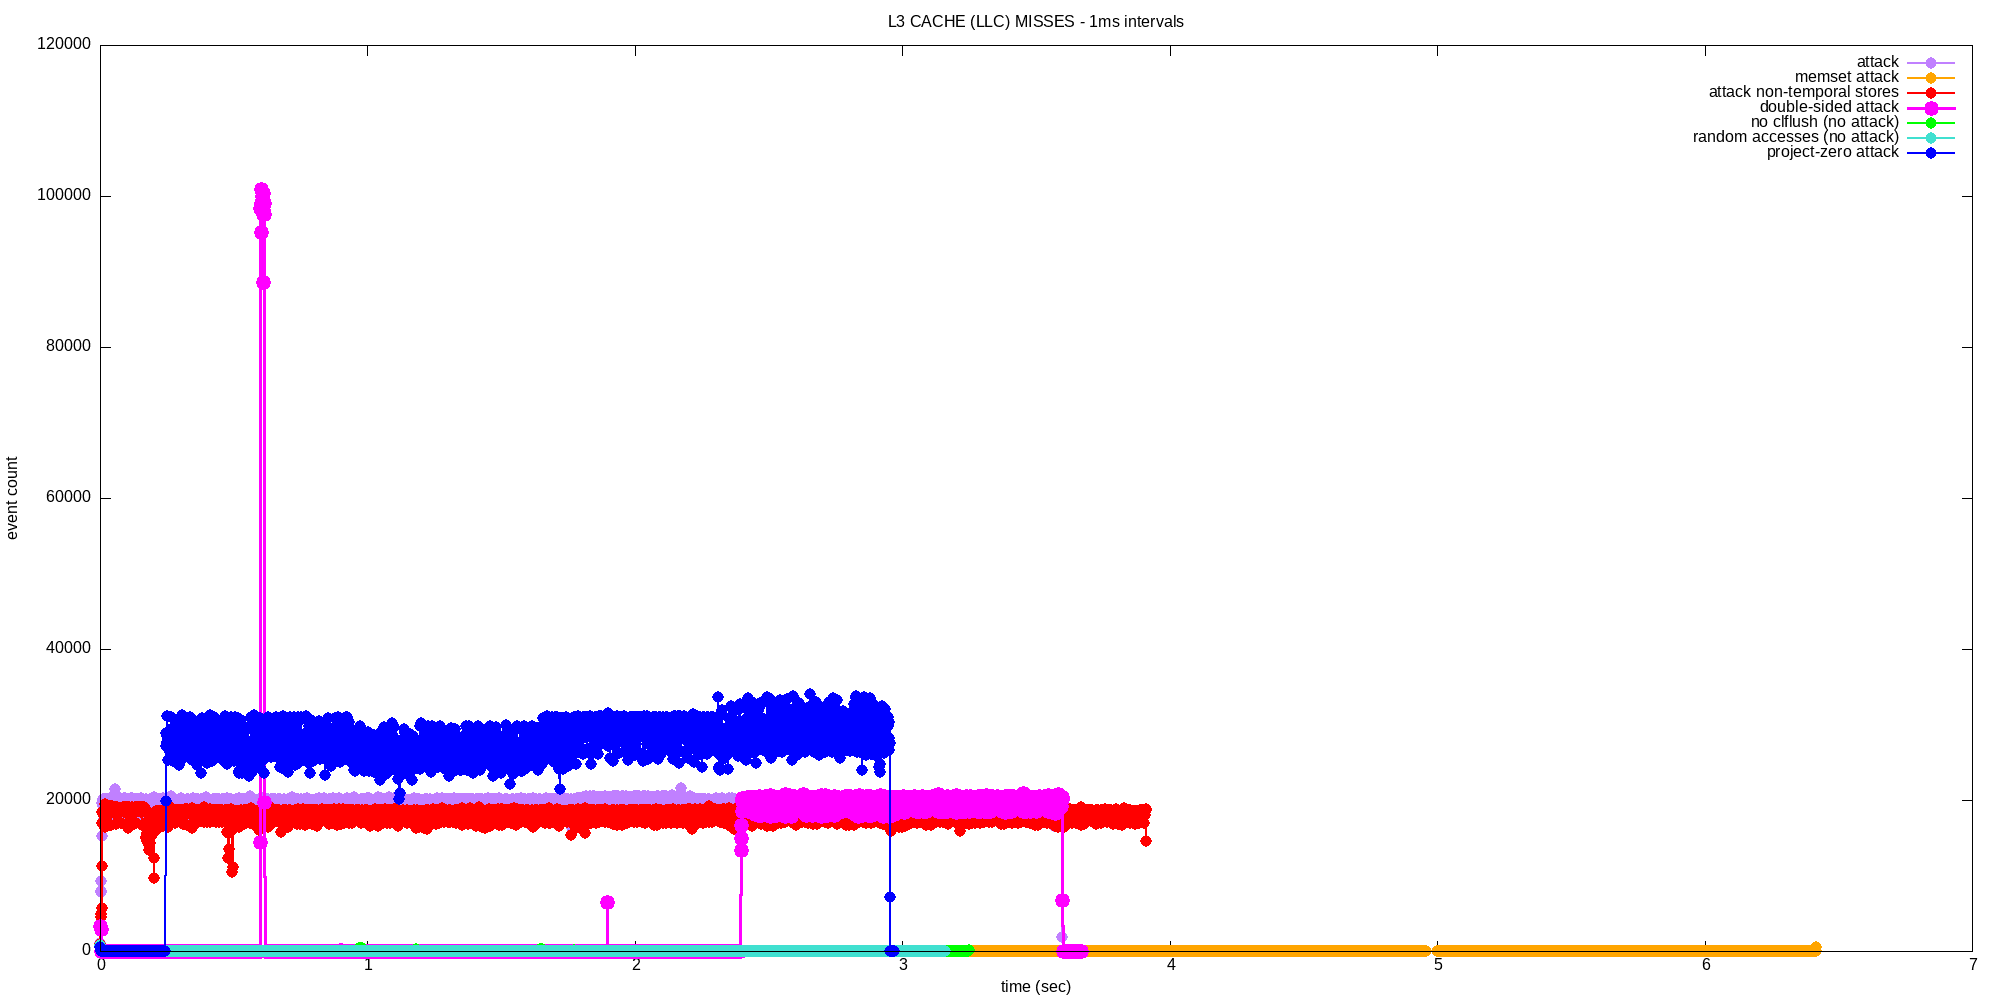 L3 CACHE (LLC) MISSES - 1ms intervals
120000
100000
80000
60000
40000
20000
0
event count
attack
memset attack
attack non-temporal stores
double-sided attack
no clflush (no attack)
random accesses (no attack)
project-zero attack
0 1 2 3 4 5 6 7
time (sec)